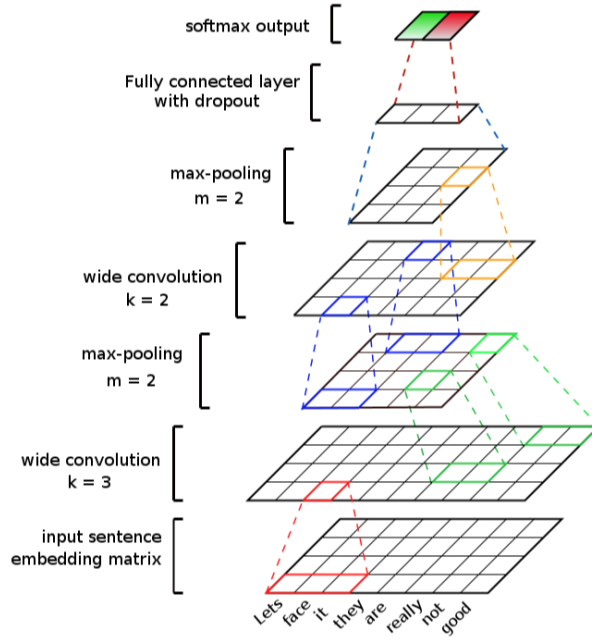 softmax output
Fully connected layer
with dropout
max-pooling
m = 2
wide convolution
k = 2
max-pooling
m = 2
wide convolution
k = 3
input sentence
embedding matrix
Lets face it they are really not good